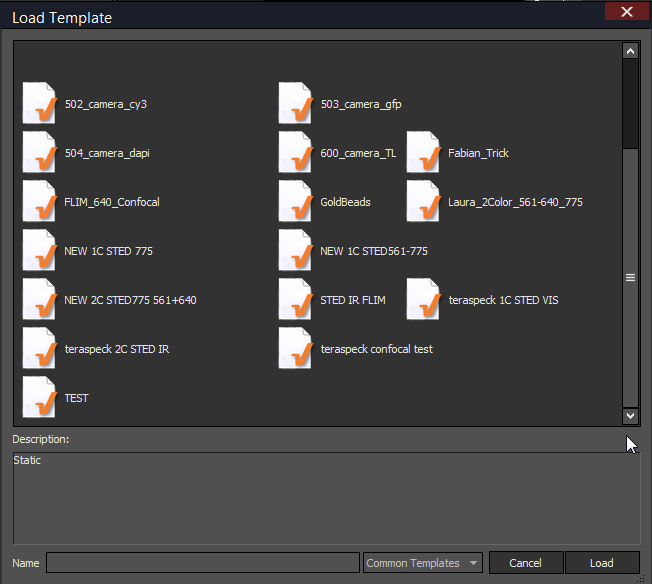 Load Template
502_camera_cy3 503_camera_gfp
504_camera_dapi 600_camera_TL Fabian_Trick
FLIM_640_Confocal GoldBeads Laura_2Color_561-640_775
NEW 1C STED 775 NEW 1C STED561-775
NEW 2C STED775 561+640 STED IR FLIM teraspeck 1C STED VIS
teraspeck 2C STED IR teraspeck confocal test
TEST
Description:
Static
Name Common Templates Cancel Load